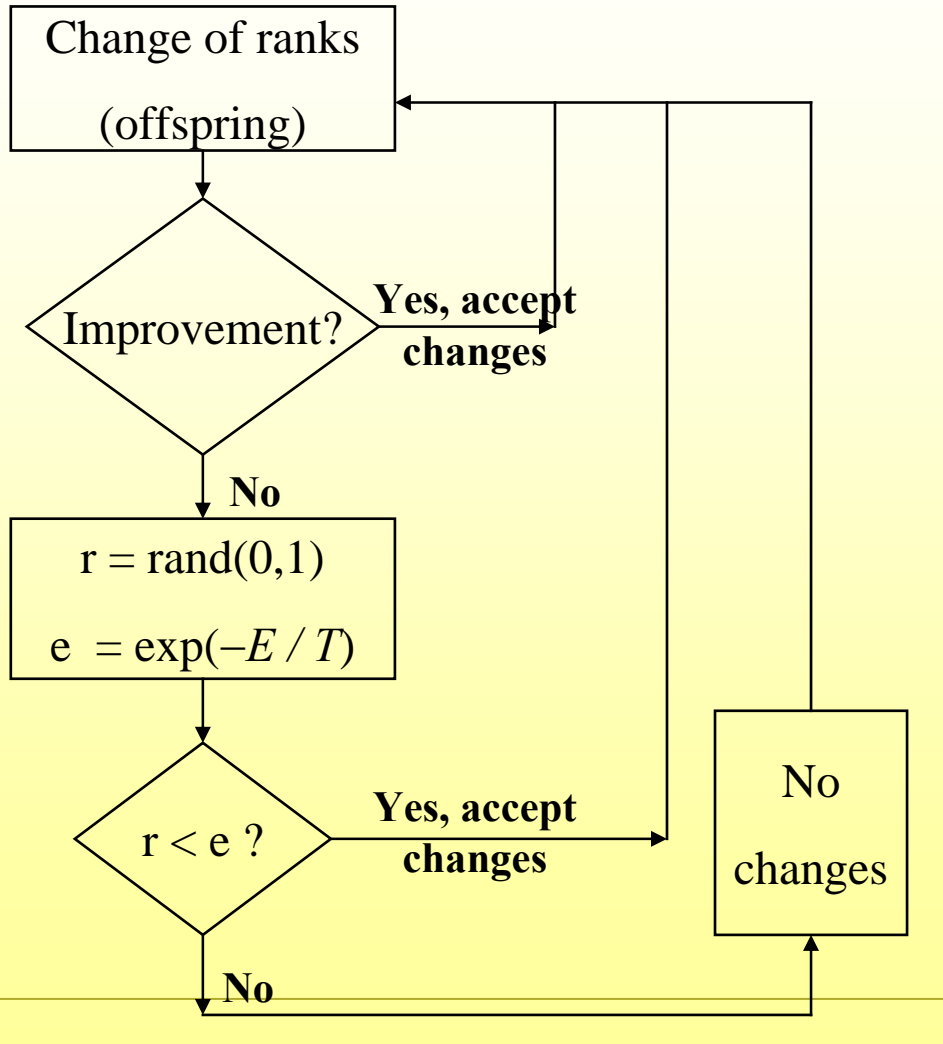 Change of ranks
(offspring)
Improvement?
Yes, accept
changes
No
r = rand(0,1)
e = exp(−E / T)
r < e ?
Yes, accept
changes
No
changes
No